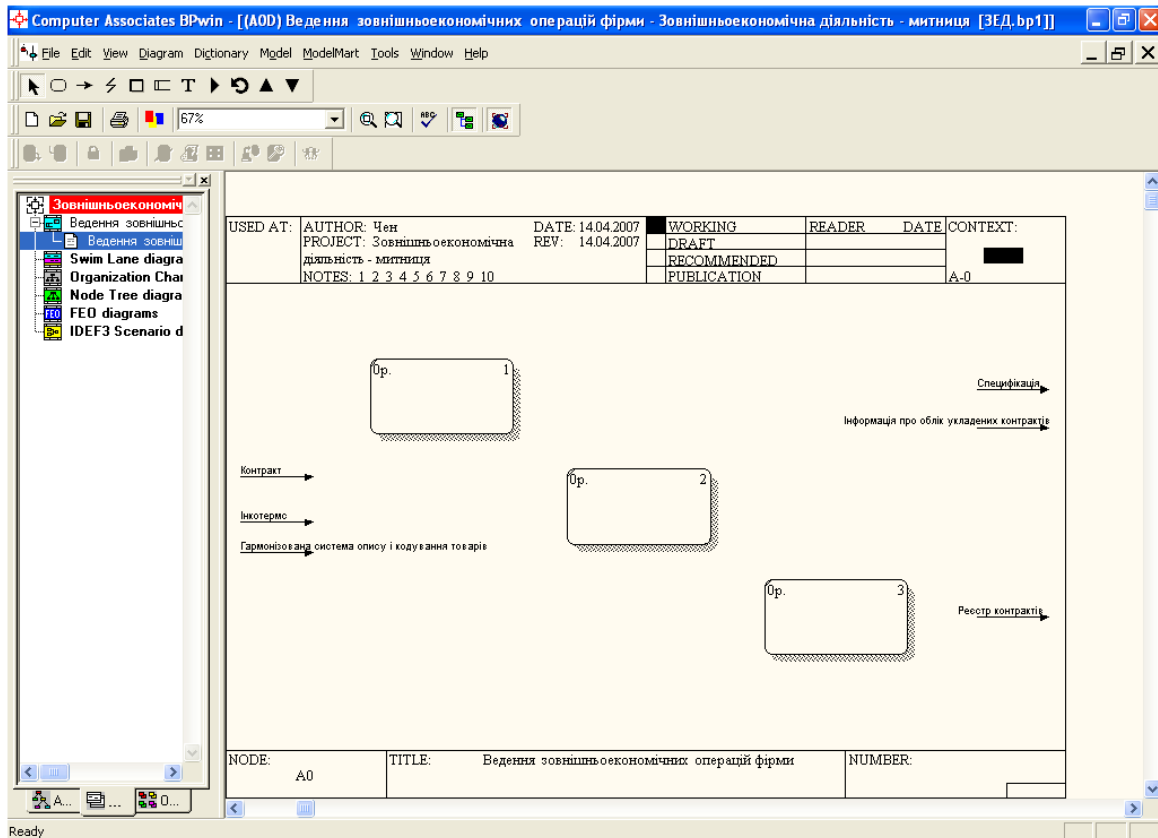 Computer Associates BPwin - [(A0D) Ведення зовнішньоекономічних операцій фірми - Зовнішньоекономічна діяльність - митниця [ЗЕД.bp1]]
File Edit View Diagram Dictionary Model ModelMart Tools Window Help
T
67%
ABC
Зовнішньоекономіч
Ведення зовнішньс
Ведення зовніш
Swim Lane diagra
Organization Char
Node Tree diagra
FEO diagrams
IDEF3 Scenario d
A... ... O...
USED AT: AUTHOR: Чен DATE: 14.04.2007 WORKING READER DATE CONTEXT:
PROJECT: Зовнішньоекономічна REV: 14.04.2007 DRAFT
діяльність - митниця RECOMMENDED
NOTES: 1 2 3 4 5 6 7 8 9 10 PUBLICATION A-0
0р. 1
Специфікація
Інформація про облік укладених контрактів
Контракт
0р. 2
Інкотермс
Гармонізована система опису і кодування товарів
0р. 3
Реєстр контрактів
NODE: TITLE: Ведення зовнішньоекономічних операцій фірми NUMBER:
A0
Ready